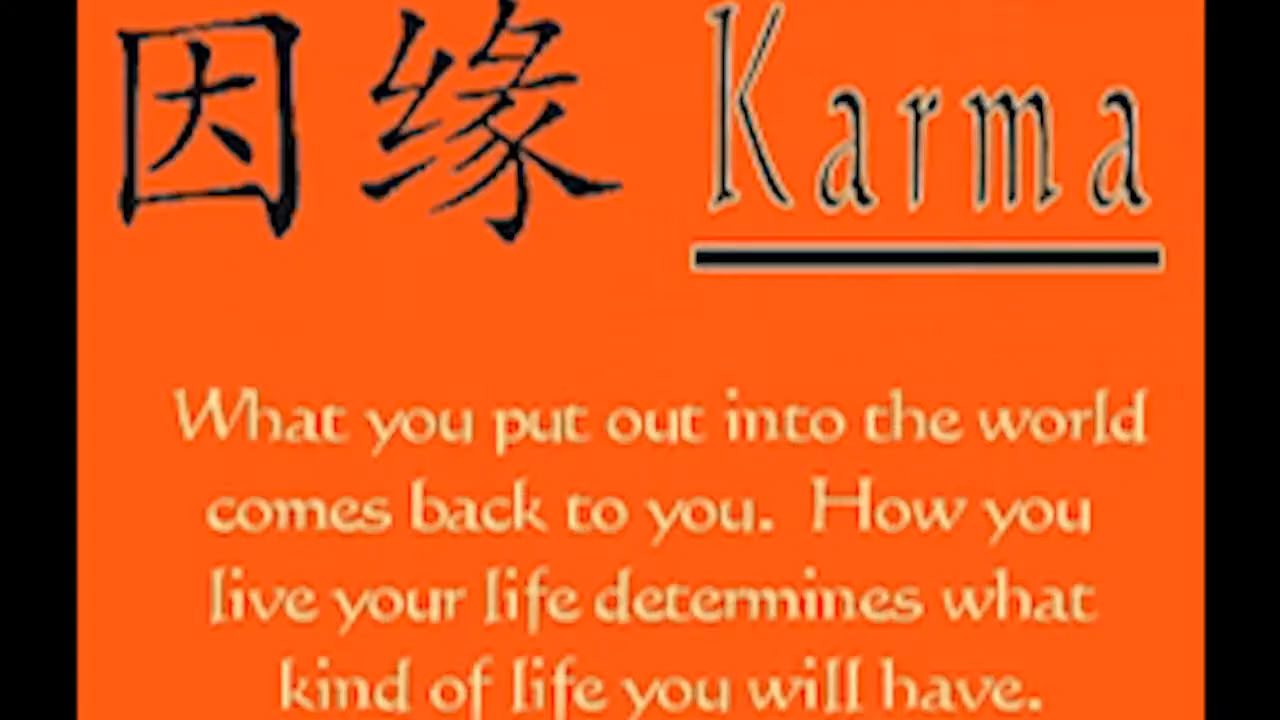 因缘 Karma
What you put out into the world
comes back to you. How you
live your life determines what
kind of life you will have.